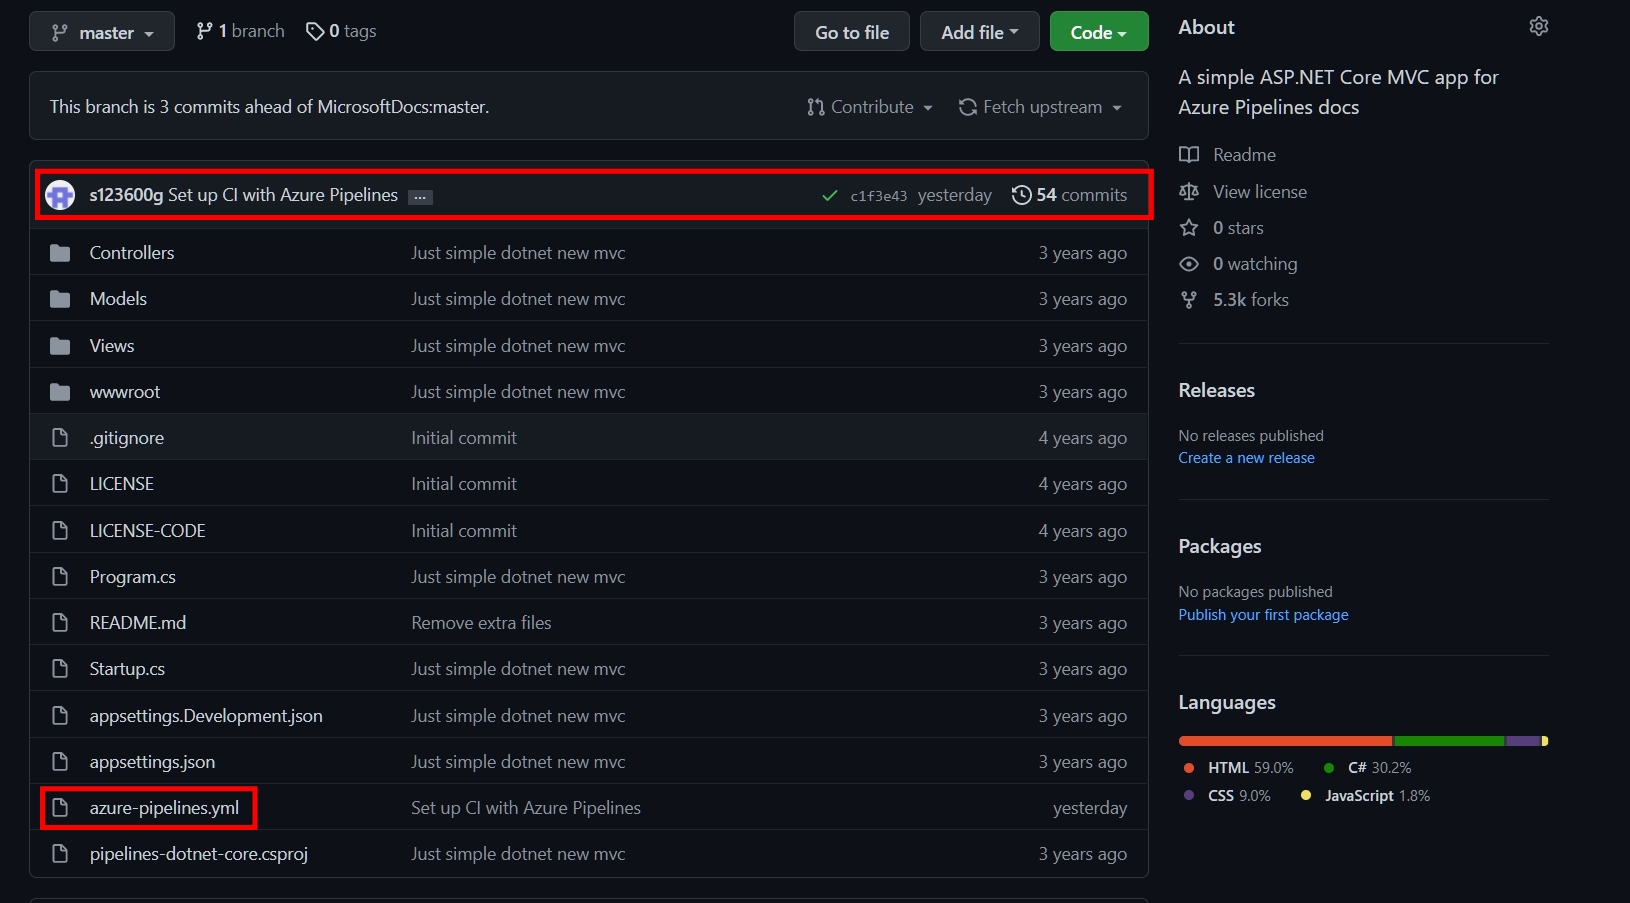 master
1 branch
0 tags
Go to file
Add file
Code
This branch is 3 commits ahead of MicrosoftDocs:master.
Contribute
Fetch upstream
s123600g Set up CI with Azure Pipelines ...
c1f3e43 yesterday
54 commits
Controllers Just simple dotnet new mvc 3 years ago
Models Just simple dotnet new mvc 3 years ago
Views Just simple dotnet new mvc 3 years ago
wwwroot Just simple dotnet new mvc 3 years ago
.gitignore Initial commit 4 years ago
LICENSE Initial commit 4 years ago
LICENSE-CODE Initial commit 4 years ago
Program.cs Just simple dotnet new mvc 3 years ago
README.md Remove extra files 3 years ago
Startup.cs Just simple dotnet new mvc 3 years ago
appsettings.Development.json Just simple dotnet new mvc 3 years ago
appsettings.json Just simple dotnet new mvc 3 years ago
azure-pipelines.yml Set up CI with Azure Pipelines yesterday
pipelines-dotnet-core.csproj Just simple dotnet new mvc 3 years ago
About
A simple ASP.NET Core MVC app for
Azure Pipelines docs
Readme
View license
0 stars
0 watching
5.3k forks
Releases
No releases published
Create a new release
Packages
No packages published
Publish your first package
Languages
HTML 59.0%
C# 30.2%
CSS 9.0%
JavaScript 1.8%